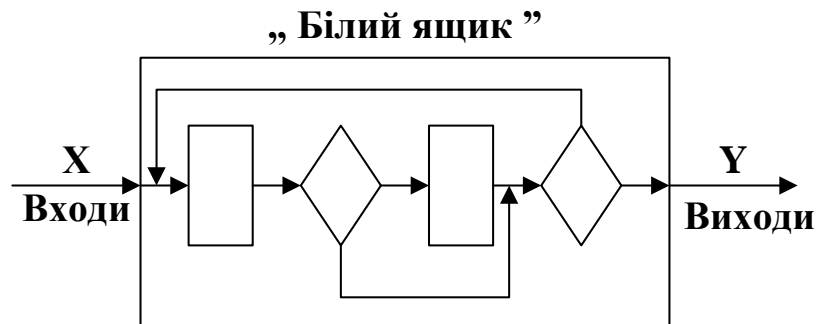 „ Білий ящик ”
X
Входи
Y
Виходи